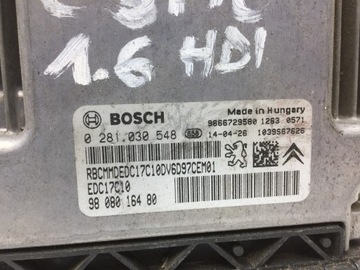 1.6 HDI
BOSCH
Made in Hungary
9666729580 1263 0571
0 281 030 548
14-04-26 1039S67626
RBCMMDEDC17C10DV6D97CEM01
EDC17C10
98 080 164 80